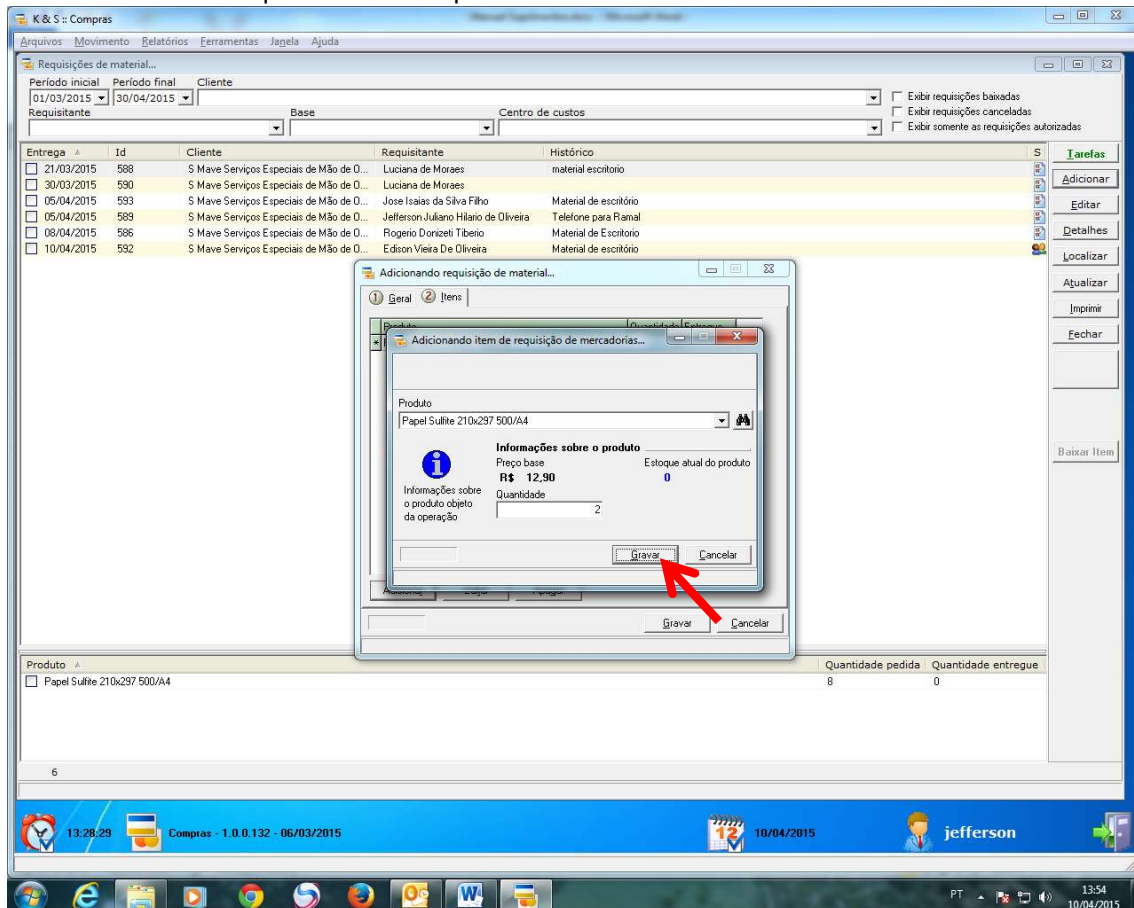 K & S :: Compras
Arquivos Movimento Relatórios Ferramentas Janela Ajuda
Requisições de material...
Período inicial Período final Cliente
01/03/2015 30/04/2015
Exibir requisições baixadas
Exibir requisições canceladas
Exibir somente as requisições autorizadas
Requisitante Base Centro de custos
Entrega Id Cliente Requisitante Histórico S
21/03/2015 588 S Mave Serviços Especiais de Mão de O... Luciana de Moraes material escritorio
30/03/2015 590 S Mave Serviços Especiais de Mão de O... Luciana de Moraes
05/04/2015 593 S Mave Serviços Especiais de Mão de O... Jose Isaias da Silva Filho Material de escritório
05/04/2015 589 S Mave Serviços Especiais de Mão de O... Jefferson Juliano Hilario de Oliveira Telefone para Ramal
08/04/2015 586 S Mave Serviços Especiais de Mão de O... Rogerio Donizeti Tiberio Material de Escritorio
10/04/2015 592 S Mave Serviços Especiais de Mão de O... Edison Vieira De Oliveira Material de escritório
Tarefas
Adicionar
Editar
Detalhes
Localizar
Atualizar
Imprimir
Fechar
Baixar Item
Adicionando requisição de material...
1 Geral 2 Itens
Adicionando item de requisição de mercadorias...
Produto
Papel Sulfite 210x297 500/A4
Informações sobre o produto
Preço base Estoque atual do produto
R$ 12,90 0
Informações sobre o produto objeto da operação
Quantidade
2
Gravar Cancelar
Gravar Cancelar
Produto Quantidade pedida Quantidade entregue
Papel Sulfite 210x297 500/A4 8 0
6
13:28:29 Compras - 1.0.0.132 - 06/03/2015 12 10/04/2015 jefferson
PT 13:54
10/04/2015